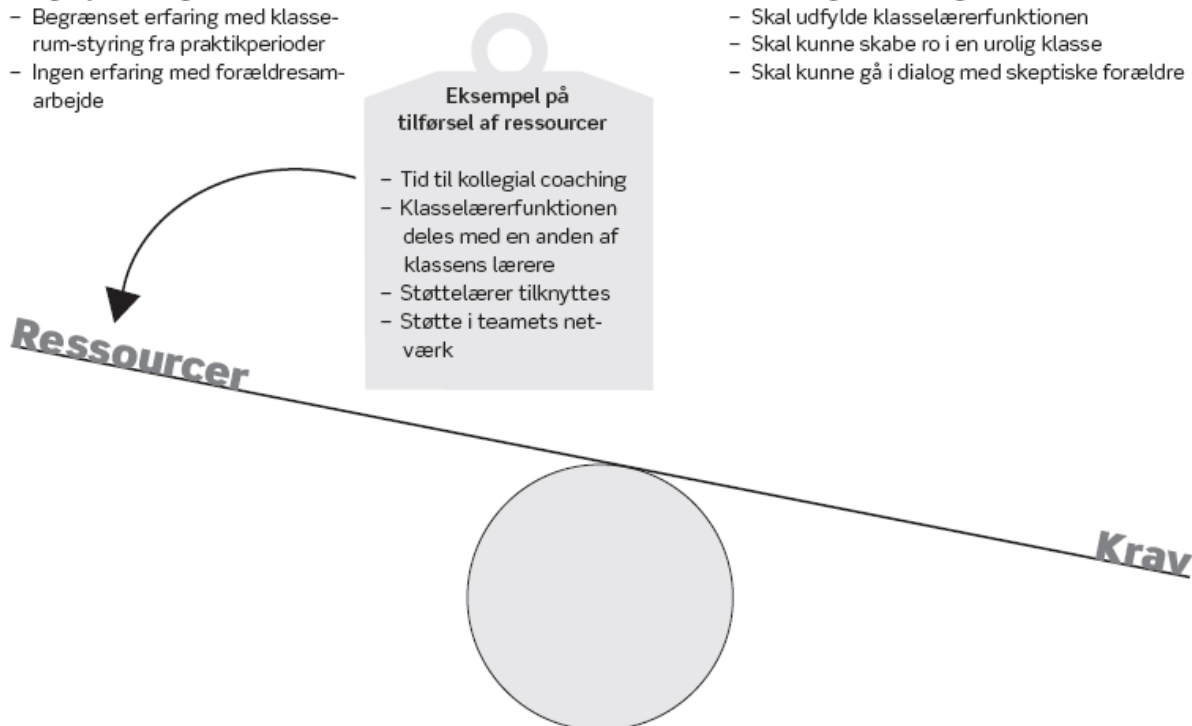 – Begrænset erfaring med klasse-
rum-styring fra praktikperioder
– Ingen erfaring med forældresam-
arbejde
– Skal udfylde klasselærerfunktionen
– Skal kunne skabe ro i en urolig klasse
– Skal kunne gå i dialog med skeptiske forældre
Eksempel på
tilførsel af ressourcer
– Tid til kollegial coaching
– Klasselærerfunktionen
deles med en anden af
klassens lærere
– Støttelærer tilknyttes
– Støtte i teamets net-
værk
Ressourcer
Krav